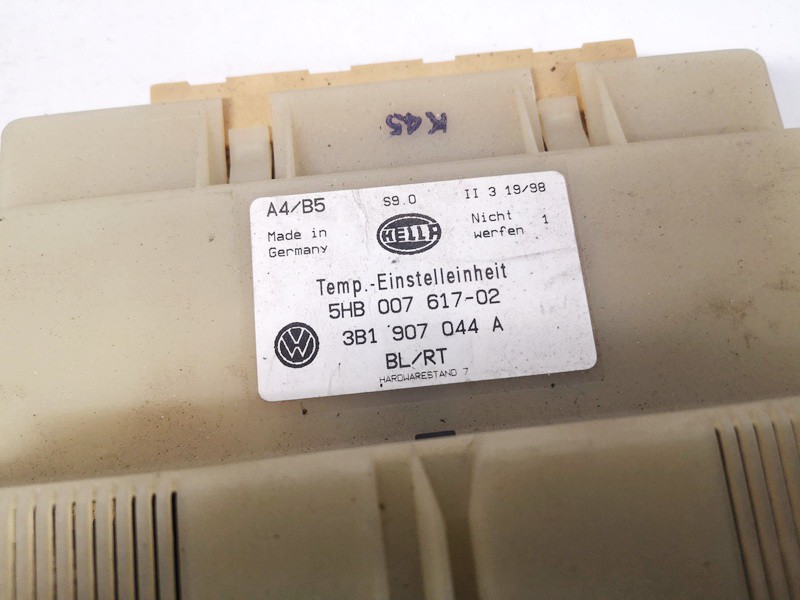 K45
A4/B5 S9.0 II 3 19/98
Made in Germany HELLA Nicht werfen 1
Temp.-Einstelleinheit
5HB 007 617-02
3B1 907 044 A
BL/RT
HARDWARESTAND 7